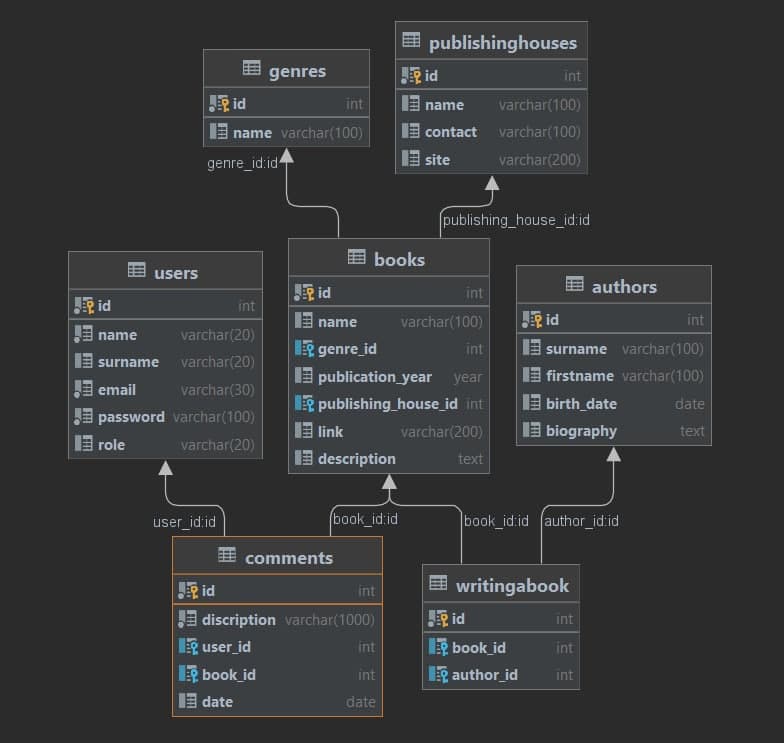 publishinghouses
id int
name varchar(100)
contact varchar(100)
site varchar(200)
genres
id int
name varchar(100)
genre_id:id
publishing_house_id:id
users
id int
name varchar(20)
surname varchar(20)
email varchar(30)
password varchar(100)
role varchar(20)
books
id int
name varchar(100)
genre_id int
publication_year year
publishing_house_id int
link varchar(200)
description text
authors
id int
surname varchar(100)
firstname varchar(100)
birth_date date
biography text
user_id:id
book_id:id
book_id:id
author_id:id
comments
id int
discription varchar(1000)
user_id int
book_id int
date date
writingabook
id int
book_id int
author_id int